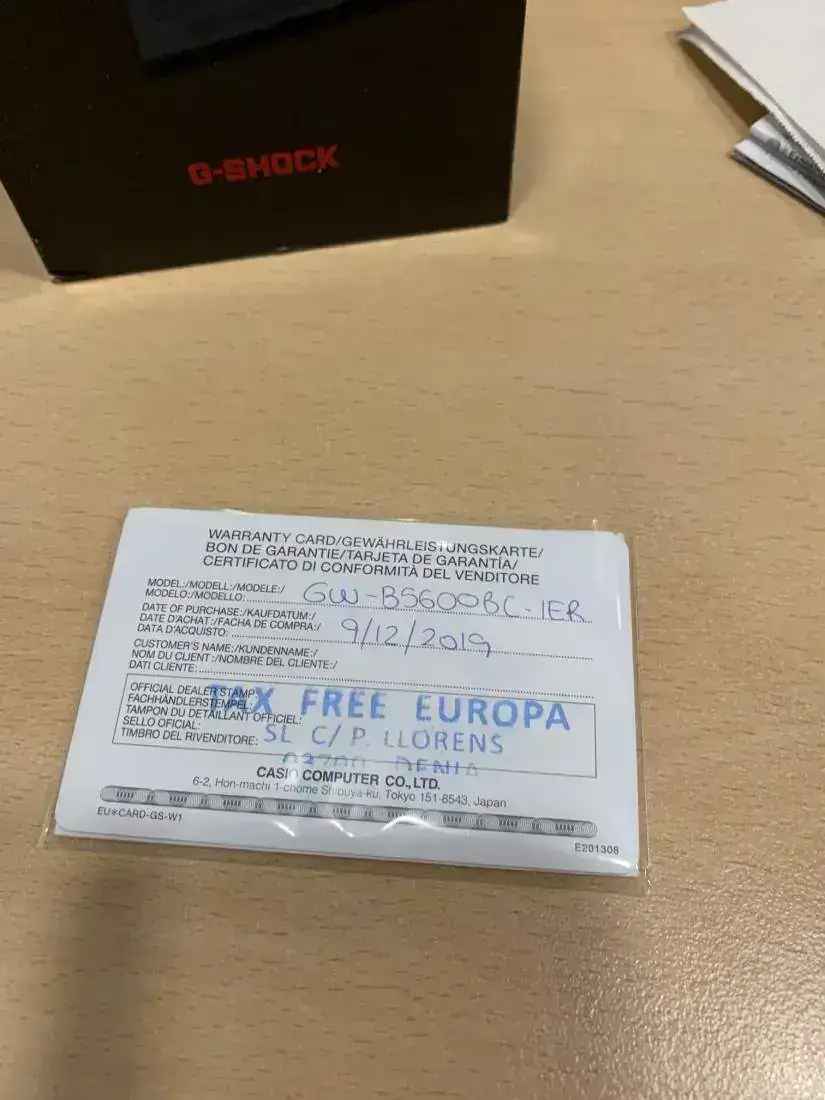 G-SHOCK
WARRANTY CARD/GEWÄHRLEISTUNGSKARTE/
BON DE GARANTIE/TARJETA DE GARANTÍA/
CERTIFICATO DI CONFORMITÀ DEL VENDITORE
MODEL:/MODELL:/MODELE:/
MODELO:/MODELLO: GW-B5600BC-1ER
DATE OF PURCHASE:/KAUFDATUM:/
DATE D'ACHAT:/FACHA DE COMPRA:/
DATA D'ACQUISTO: 9/12/2019
CUSTOMER'S NAME:/KUNDENNAME:/
NOM DU CLIENT:/NOMBRE DEL CLIENTE:/
DATI CLIENTE:
OFFICIAL DEALER STAMP:
FACHHÄNDLERSTEMPEL:
TAMPON DU DETAILLANT OFFICIEL:
SELLO OFICIAL:
TIMBRO DEL RIVENDITORE:
TAX FREE EUROPA
SL C/ P. LLORENS
03700 DENIA
CASIO COMPUTER CO.,LTD.
6-2, Hon-machi 1-chome Shibuya-ku, Tokyo 151-8543, Japan
EU*CARD-GS-W1
E201308